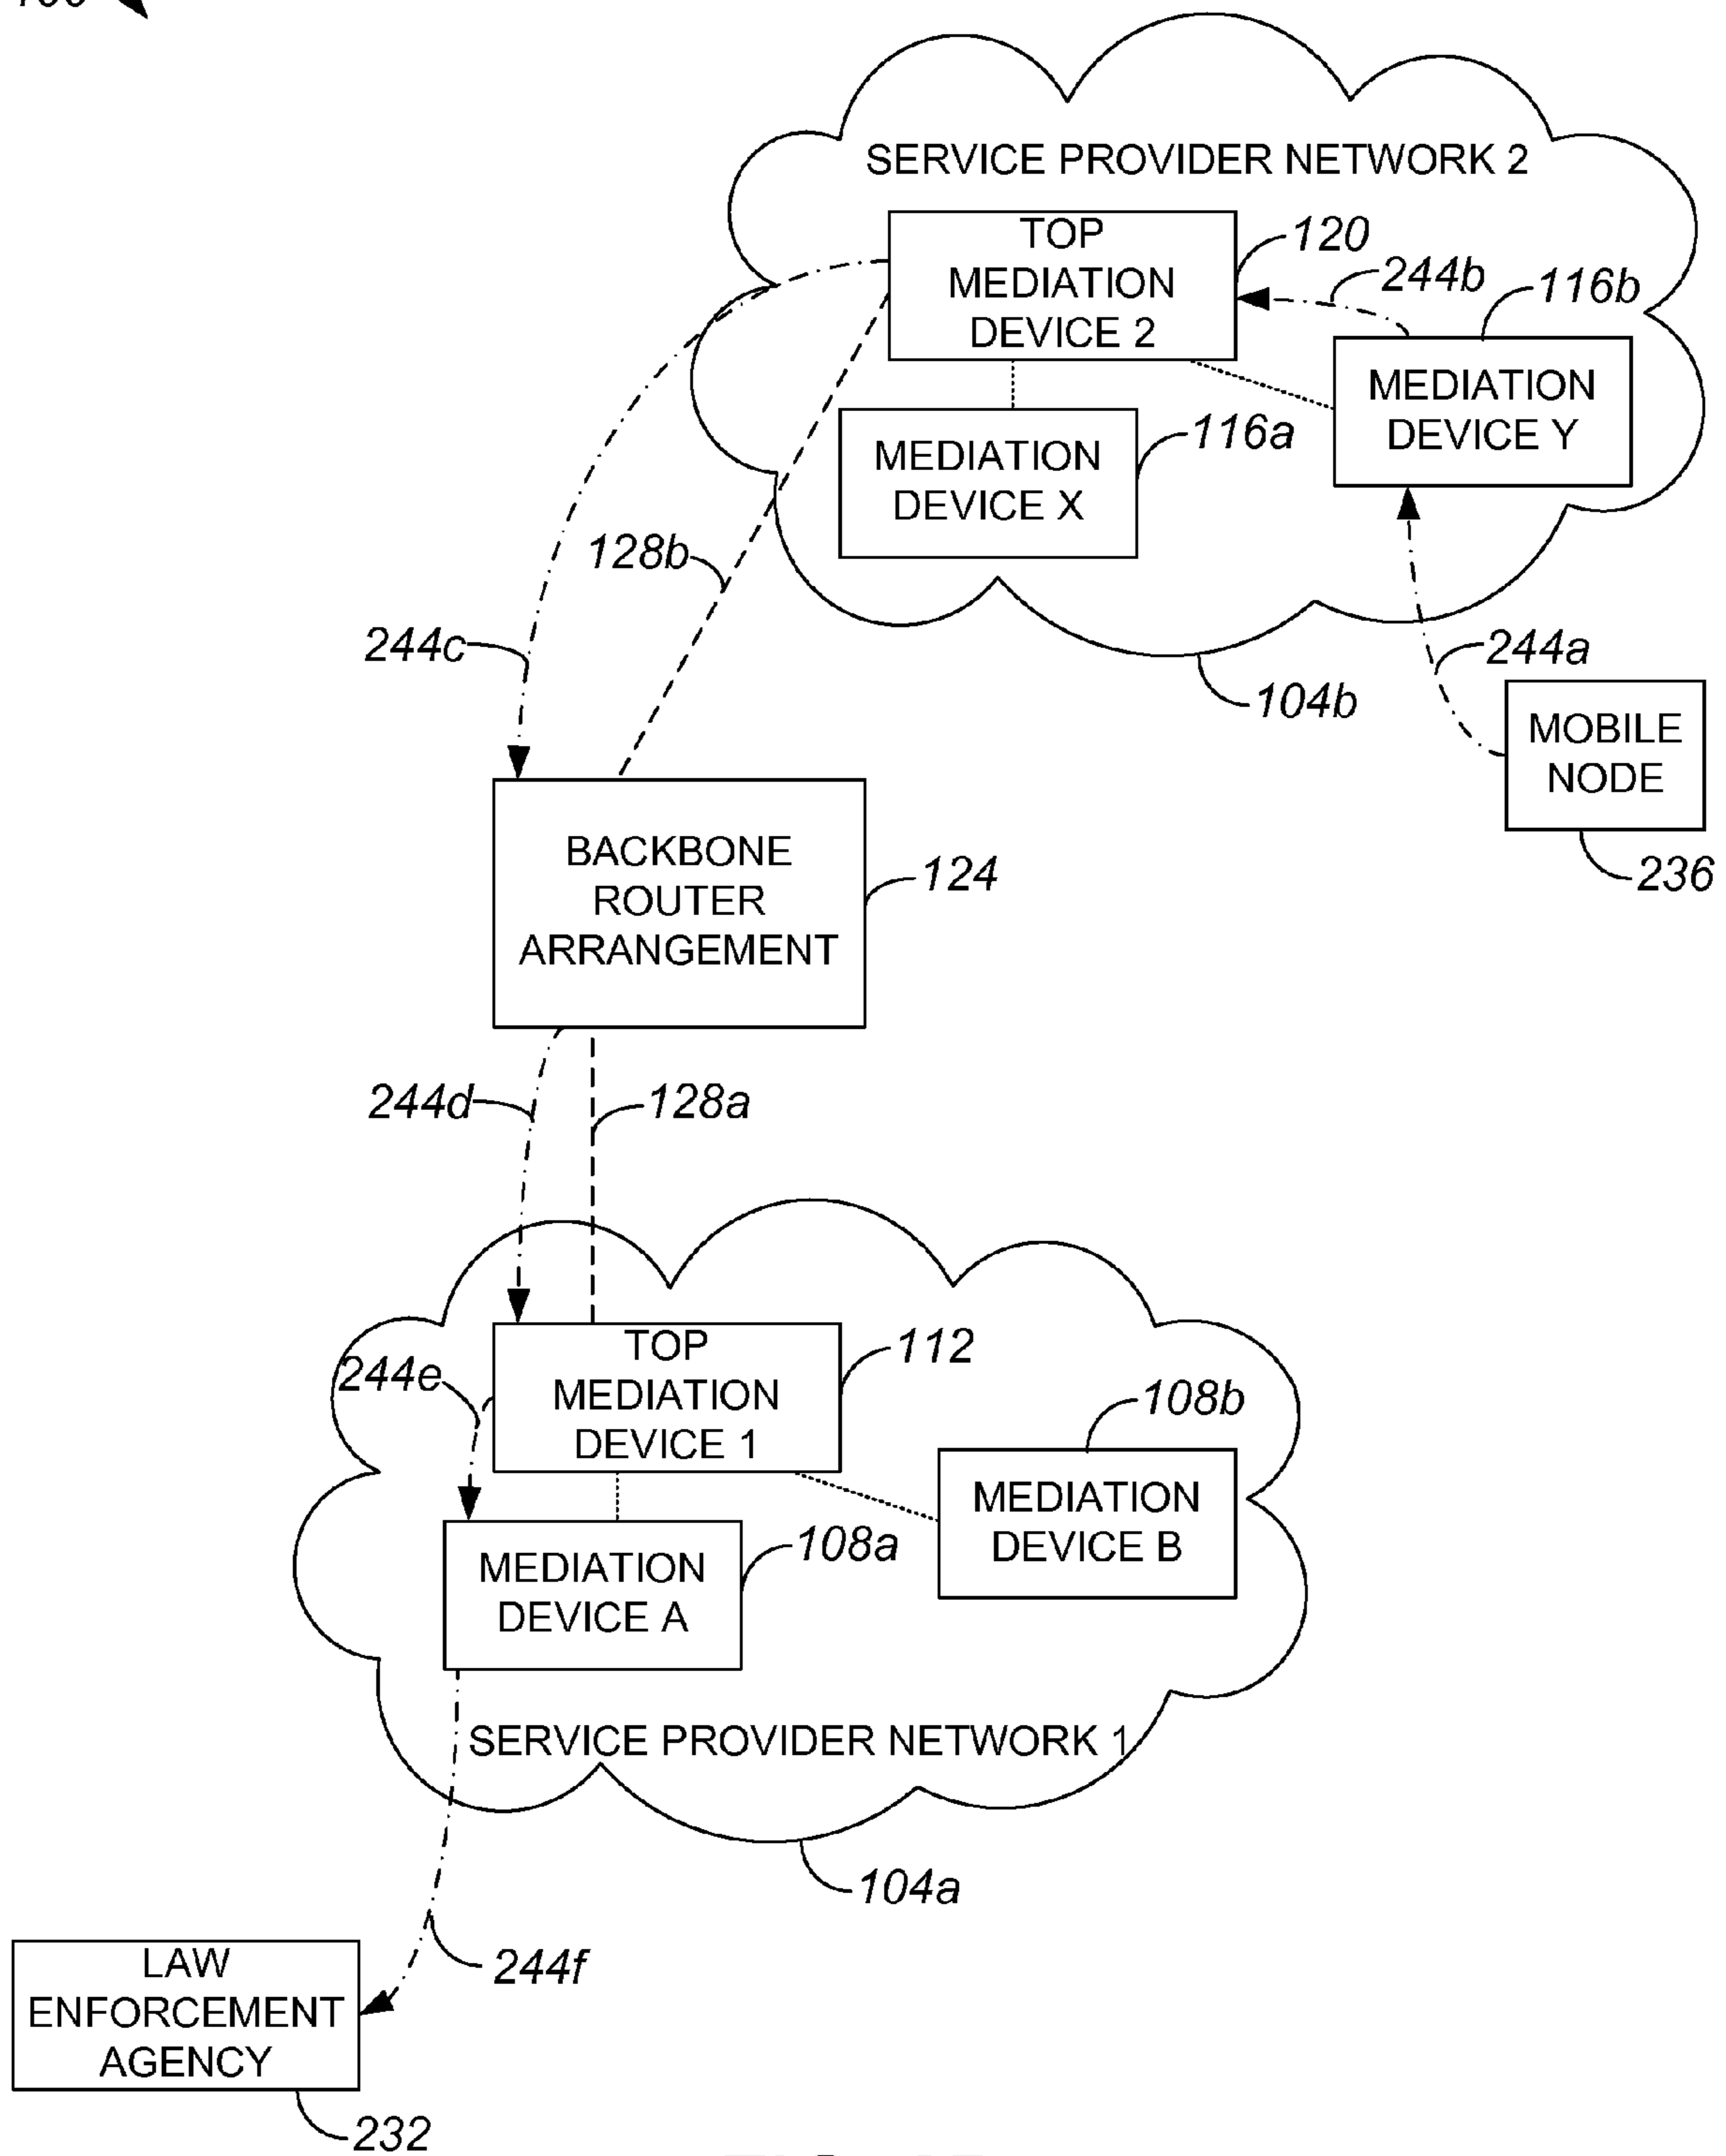 SERVICE PROVIDER NETWORK 2
TOP
MEDIATION
DEVICE 2
120
244b
116b
MEDIATION
DEVICE Y
MEDIATION
DEVICE X
116a
128b
244c
244a
104b
MOBILE
NODE
236
BACKBONE
ROUTER
ARRANGEMENT
124
244d
128a
TOP
MEDIATION
DEVICE 1
112
244e
108b
MEDIATION
DEVICE B
MEDIATION
DEVICE A
108a
SERVICE PROVIDER NETWORK 1
104a
LAW
ENFORCEMENT
AGENCY
244f
232